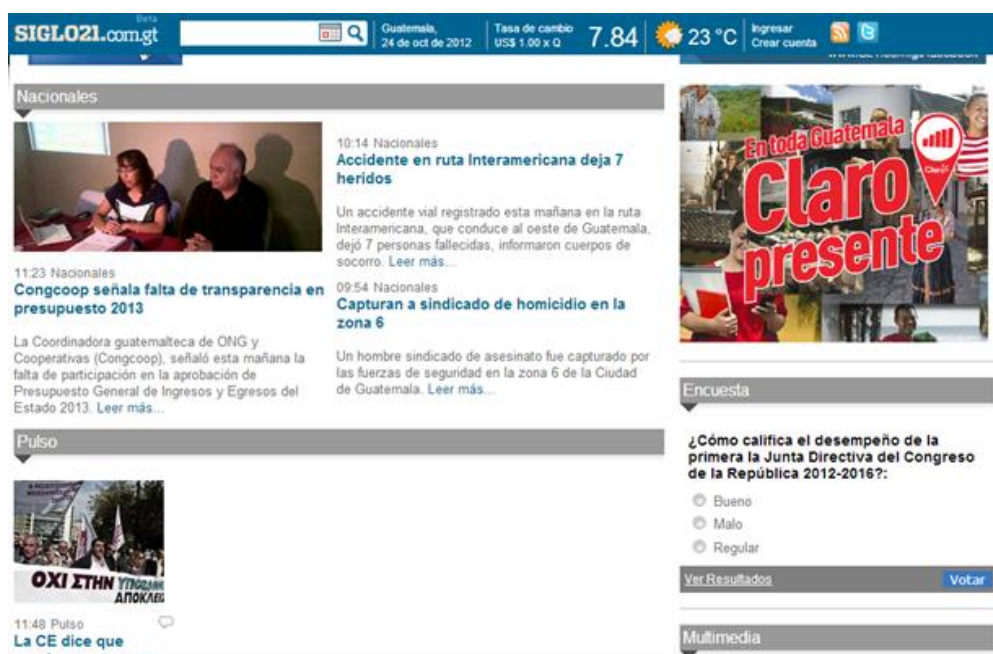 Beta
SIGLO21.com.gt
Guatemala,
24 de oct de 2012
Tasa de cambio
US$ 1.00 x Q
7.84
23 °C
Ingresar
Crear cuenta
Nacionales
11:23 Nacionales
Congcoop señala falta de transparencia en
presupuesto 2013
La Coordinadora guatemalteca de ONG y
Cooperativas (Congcoop), señaló esta mañana la
falta de participación en la aprobación de
Presupuesto General de Ingresos y Egresos del
Estado 2013. Leer más...
10:14 Nacionales
Accidente en ruta Interamericana deja 7
heridos
Un accidente vial registrado esta mañana en la ruta
Interamericana, que conduce al oeste de Guatemala,
dejó 7 personas fallecidas, informaron cuerpos de
socorro. Leer más...
09:54 Nacionales
Capturan a sindicado de homicidio en la
zona 6
Un hombre sindicado de asesinato fue capturado por
las fuerzas de seguridad en la zona 6 de la Ciudad
de Guatemala. Leer más...
Pulso
ΟΧΙ ΣΤΗΝ
11:48 Pulso
La CE dice que
En toda Guatemala
Claro
presente
Claro
Encuesta
¿Cómo califica el desempeño de la
primera la Junta Directiva del Congreso
de la República 2012-2016?:
Bueno
Malo
Regular
Ver Resultados
Votar
Multimedia